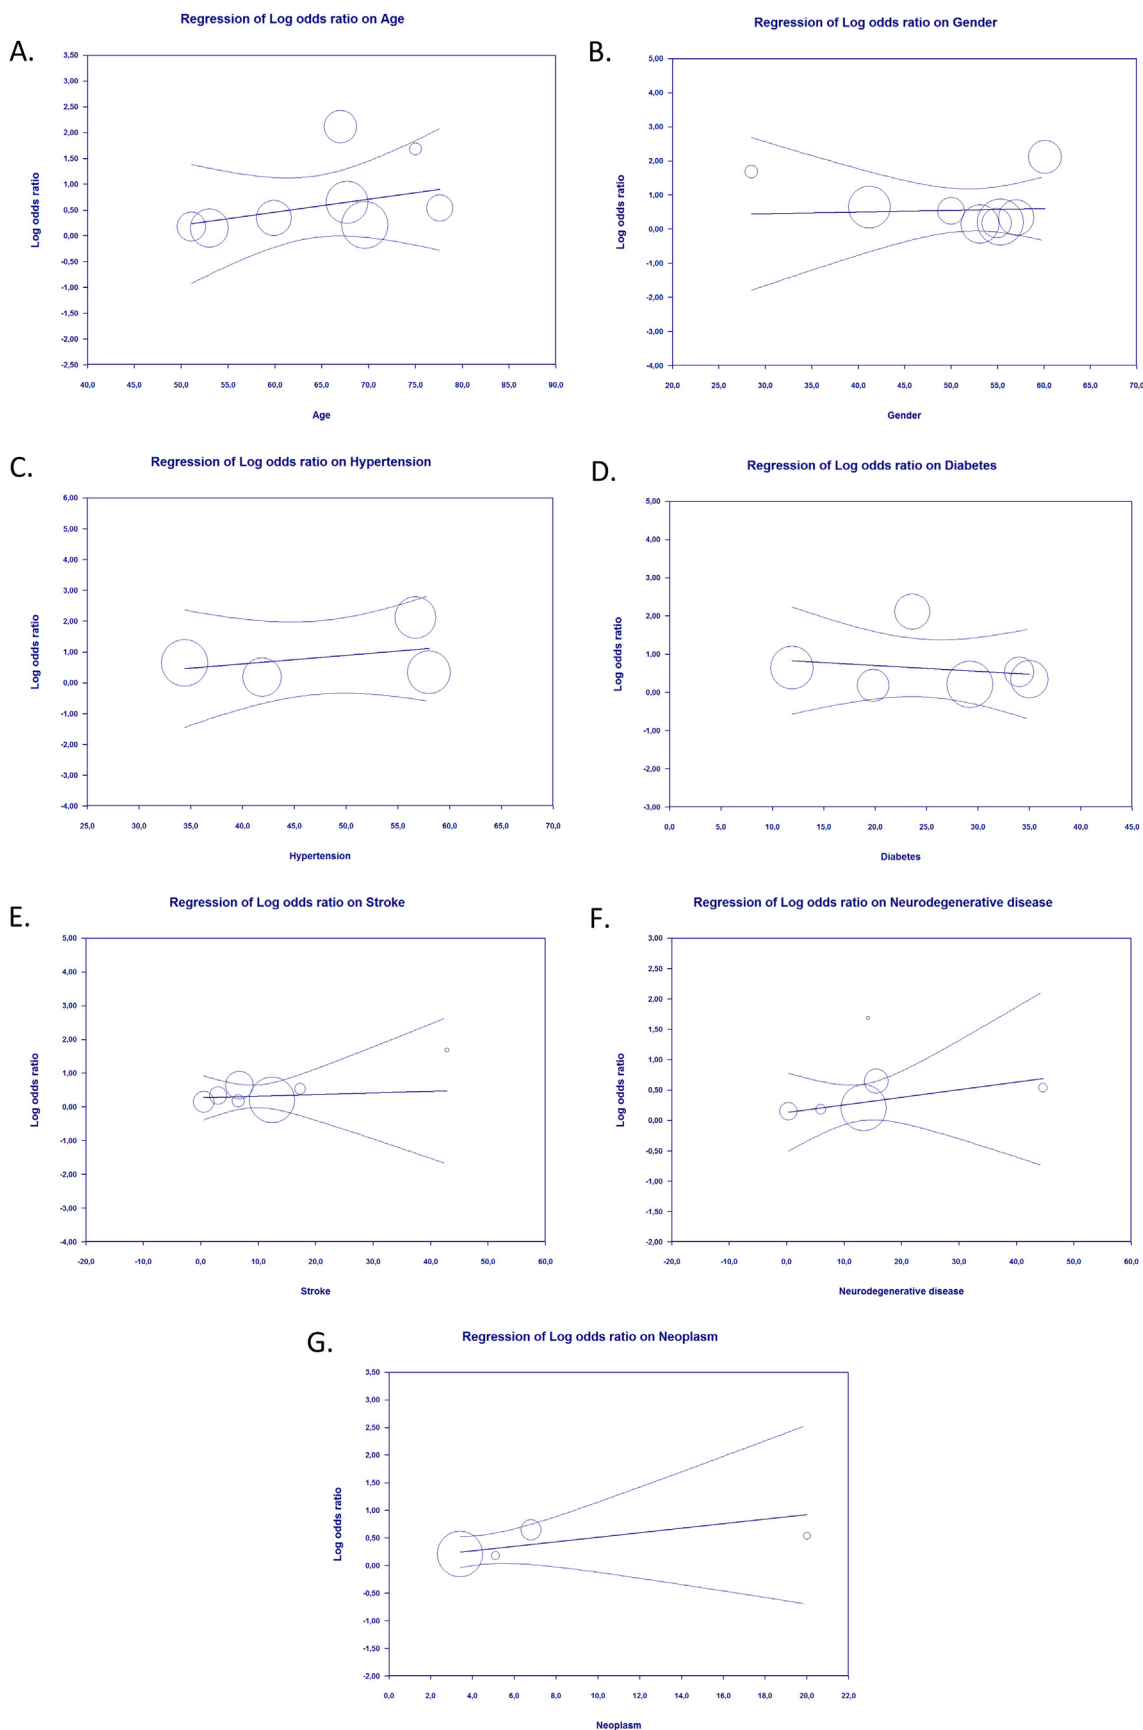 Regression of Log odds ratio on Age
A.
3,50
3,00
2,50
2,00
1,50
1,00
0,50
0,00
-0,50
-1,00
-1,50
-2,00
-2,50
Log odds ratio
40,0 45,0 50,0 55,0 60,0 65,0 70,0 75,0 80,0 85,0 90,0
Age
Regression of Log odds ratio on Gender
B.
5,00
4,00
3,00
2,00
1,00
0,00
-1,00
-2,00
-3,00
-4,00
Log odds ratio
20,0 25,0 30,0 35,0 40,0 45,0 50,0 55,0 60,0 65,0 70,0
Gender
Regression of Log odds ratio on Hypertension
C.
6,00
5,00
4,00
3,00
2,00
1,00
0,00
-1,00
-2,00
-3,00
-4,00
Log odds ratio
25,0 30,0 35,0 40,0 45,0 50,0 55,0 60,0 65,0 70,0
Hypertension
Regression of Log odds ratio on Diabetes
D.
5,00
4,00
3,00
2,00
1,00
0,00
-1,00
-2,00
-3,00
Log odds ratio
0,0 5,0 10,0 15,0 20,0 25,0 30,0 35,0 40,0 45,0
Diabetes
Regression of Log odds ratio on Stroke
E.
5,00
4,00
3,00
2,00
1,00
0,00
-1,00
-2,00
-3,00
-4,00
Log odds ratio
-20,0 -10,0 0,0 10,0 20,0 30,0 40,0 50,0 60,0
Stroke
Regression of Log odds ratio on Neurodegenerative disease
F.
3,00
2,50
2,00
1,50
1,00
0,50
0,00
-0,50
-1,00
-1,50
-2,00
Log odds ratio
-20,0 -10,0 0,0 10,0 20,0 30,0 40,0 50,0 60,0
Neurodegenerative disease
Regression of Log odds ratio on Neoplasm
G.
3,50
3,00
2,50
2,00
1,50
1,00
0,50
0,00
-0,50
-1,00
-1,50
-2,00
Log odds ratio
0,0 2,0 4,0 6,0 8,0 10,0 12,0 14,0 16,0 18,0 20,0 22,0
Neoplasm